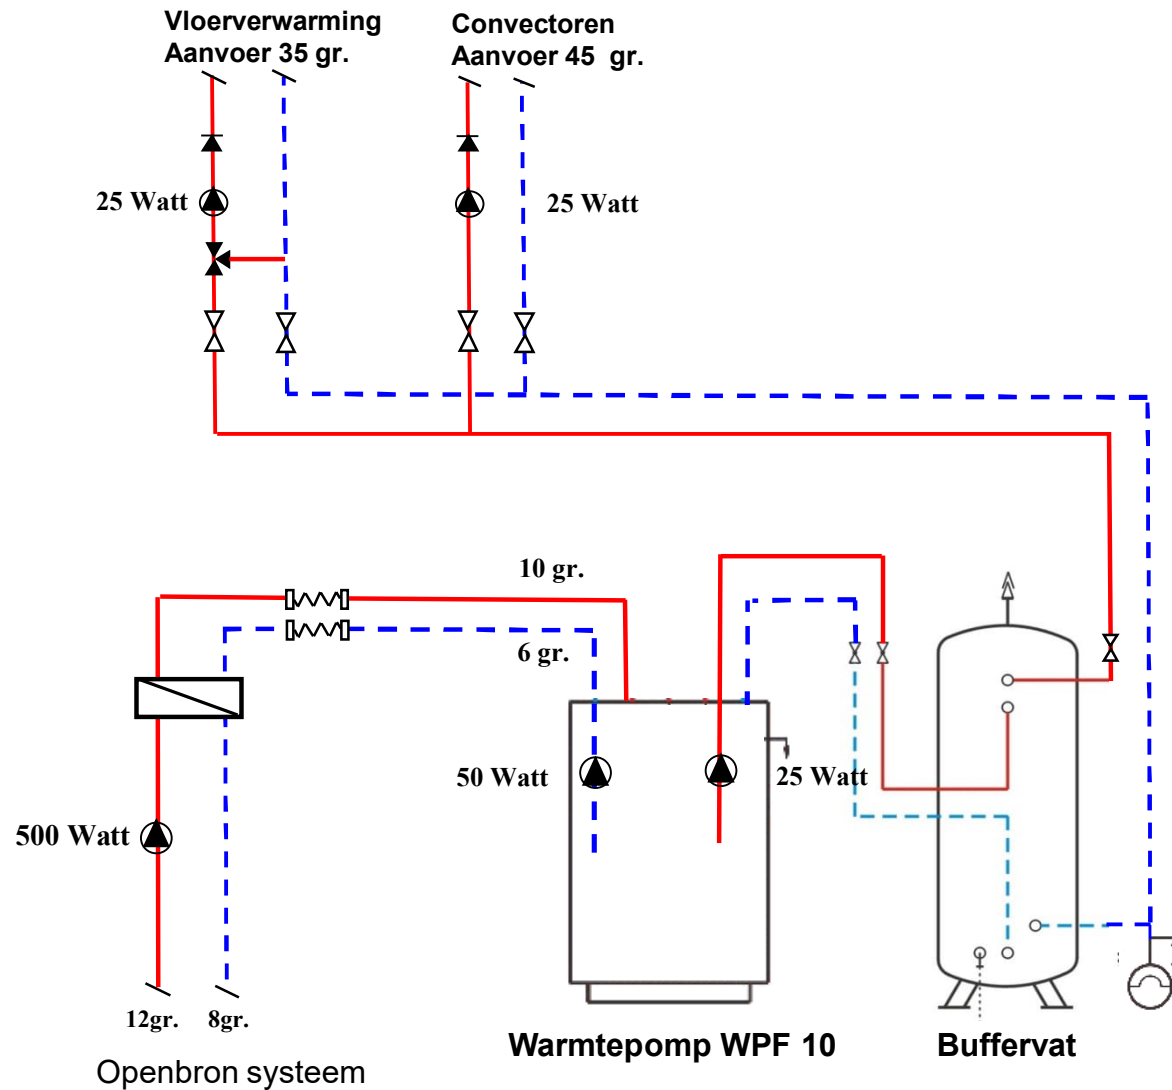 Vloerverwarming
Aanvoer 35 gr.
Convectoren
Aanvoer 45 gr.
25 Watt
25 Watt
10 gr.
6 gr.
50 Watt
25 Watt
500 Watt
12gr.
8gr.
Openbron systeem
Warmtepomp WPF 10
Buffervat